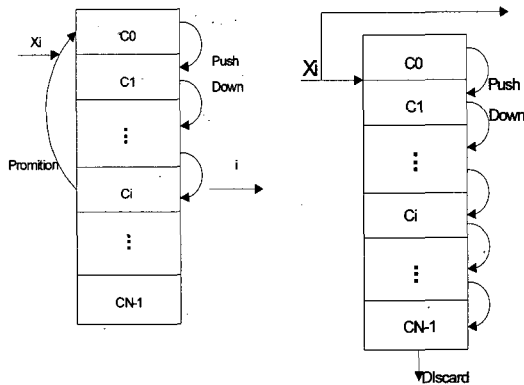 Xi
C0
Push
Down
C1
⋮
Promition
Ci
i
⋮
CN-1
Xi
C0
Push
Down
C1
⋮
Ci
⋮
CN-1
Discard